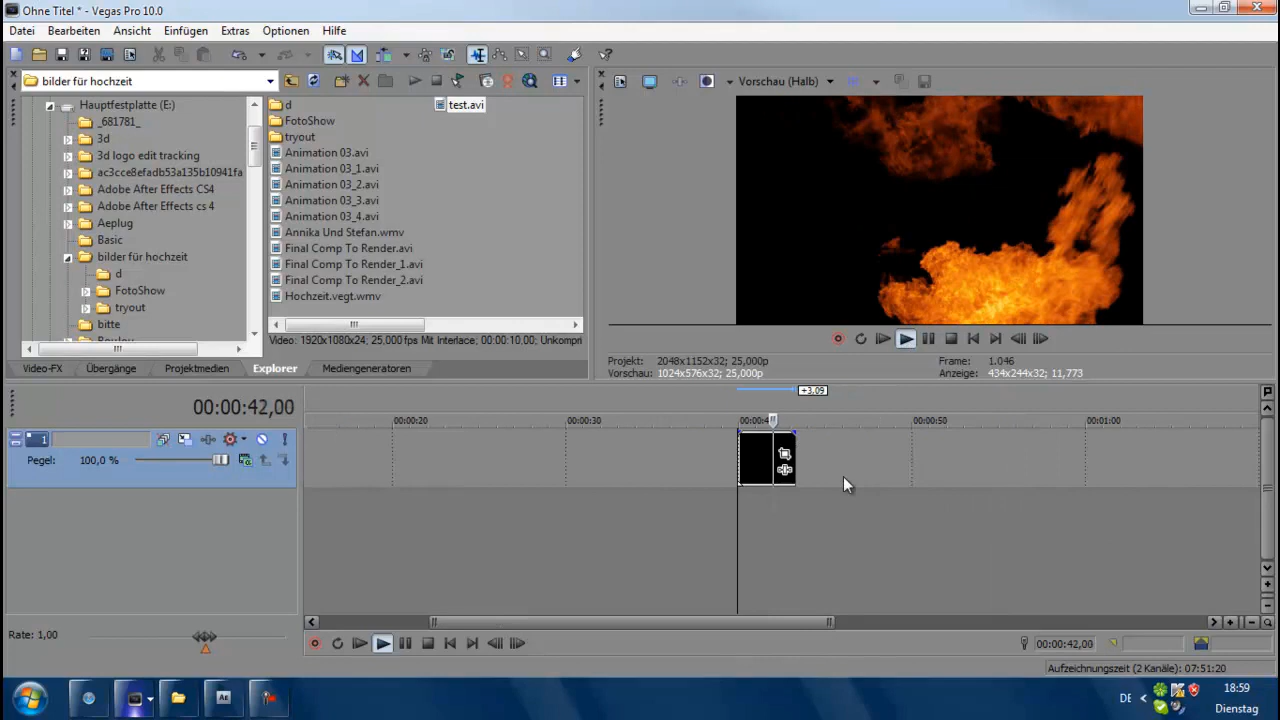 Ohne Titel * - Vegas Pro 10.0
Datei Bearbeiten Ansicht Einfügen Extras Optionen Hilfe
bilder für hochzeit
Vorschau (Halb)
Hauptfestplatte (E:)
_681781_
3d
3d logo edit tracking
ac3cce8efadb53a135b10941fa
Adobe After Effects CS4
Adobe After Effects cs 4
Aeplug
Basic
bilder für hochzeit
d
FotoShow
tryout
bitte
d
FotoShow
tryout
Animation 03.avi
Animation 03_1.avi
Animation 03_2.avi
Animation 03_3.avi
Animation 03_4.avi
Annika Und Stefan.wmv
Final Comp To Render.avi
Final Comp To Render_1.avi
Final Comp To Render_2.avi
Hochzeit.vegt.wmv
test.avi
Video: 1920x1080x24; 25,000 fps Mit Interlace; 00:00:10,00; Unkompri
Video-FX Übergänge Projektmedien Explorer Mediengeneratoren
Projekt: 2048x1152x32; 25,000p
Frame: 1.046
Vorschau: 1024x576x32; 25,000p
Anzeige: 434x244x32; 11,773
+3,09
00:00:42,00
00:00:20 00:00:30 00:00:4 00:00:50 00:01:00
1
Pegel: 100,0 %
Rate: 1,00
00:00:42,00
Aufzeichnungszeit (2 Kanäle): 07:51:20
AE
DE
18:59
Dienstag